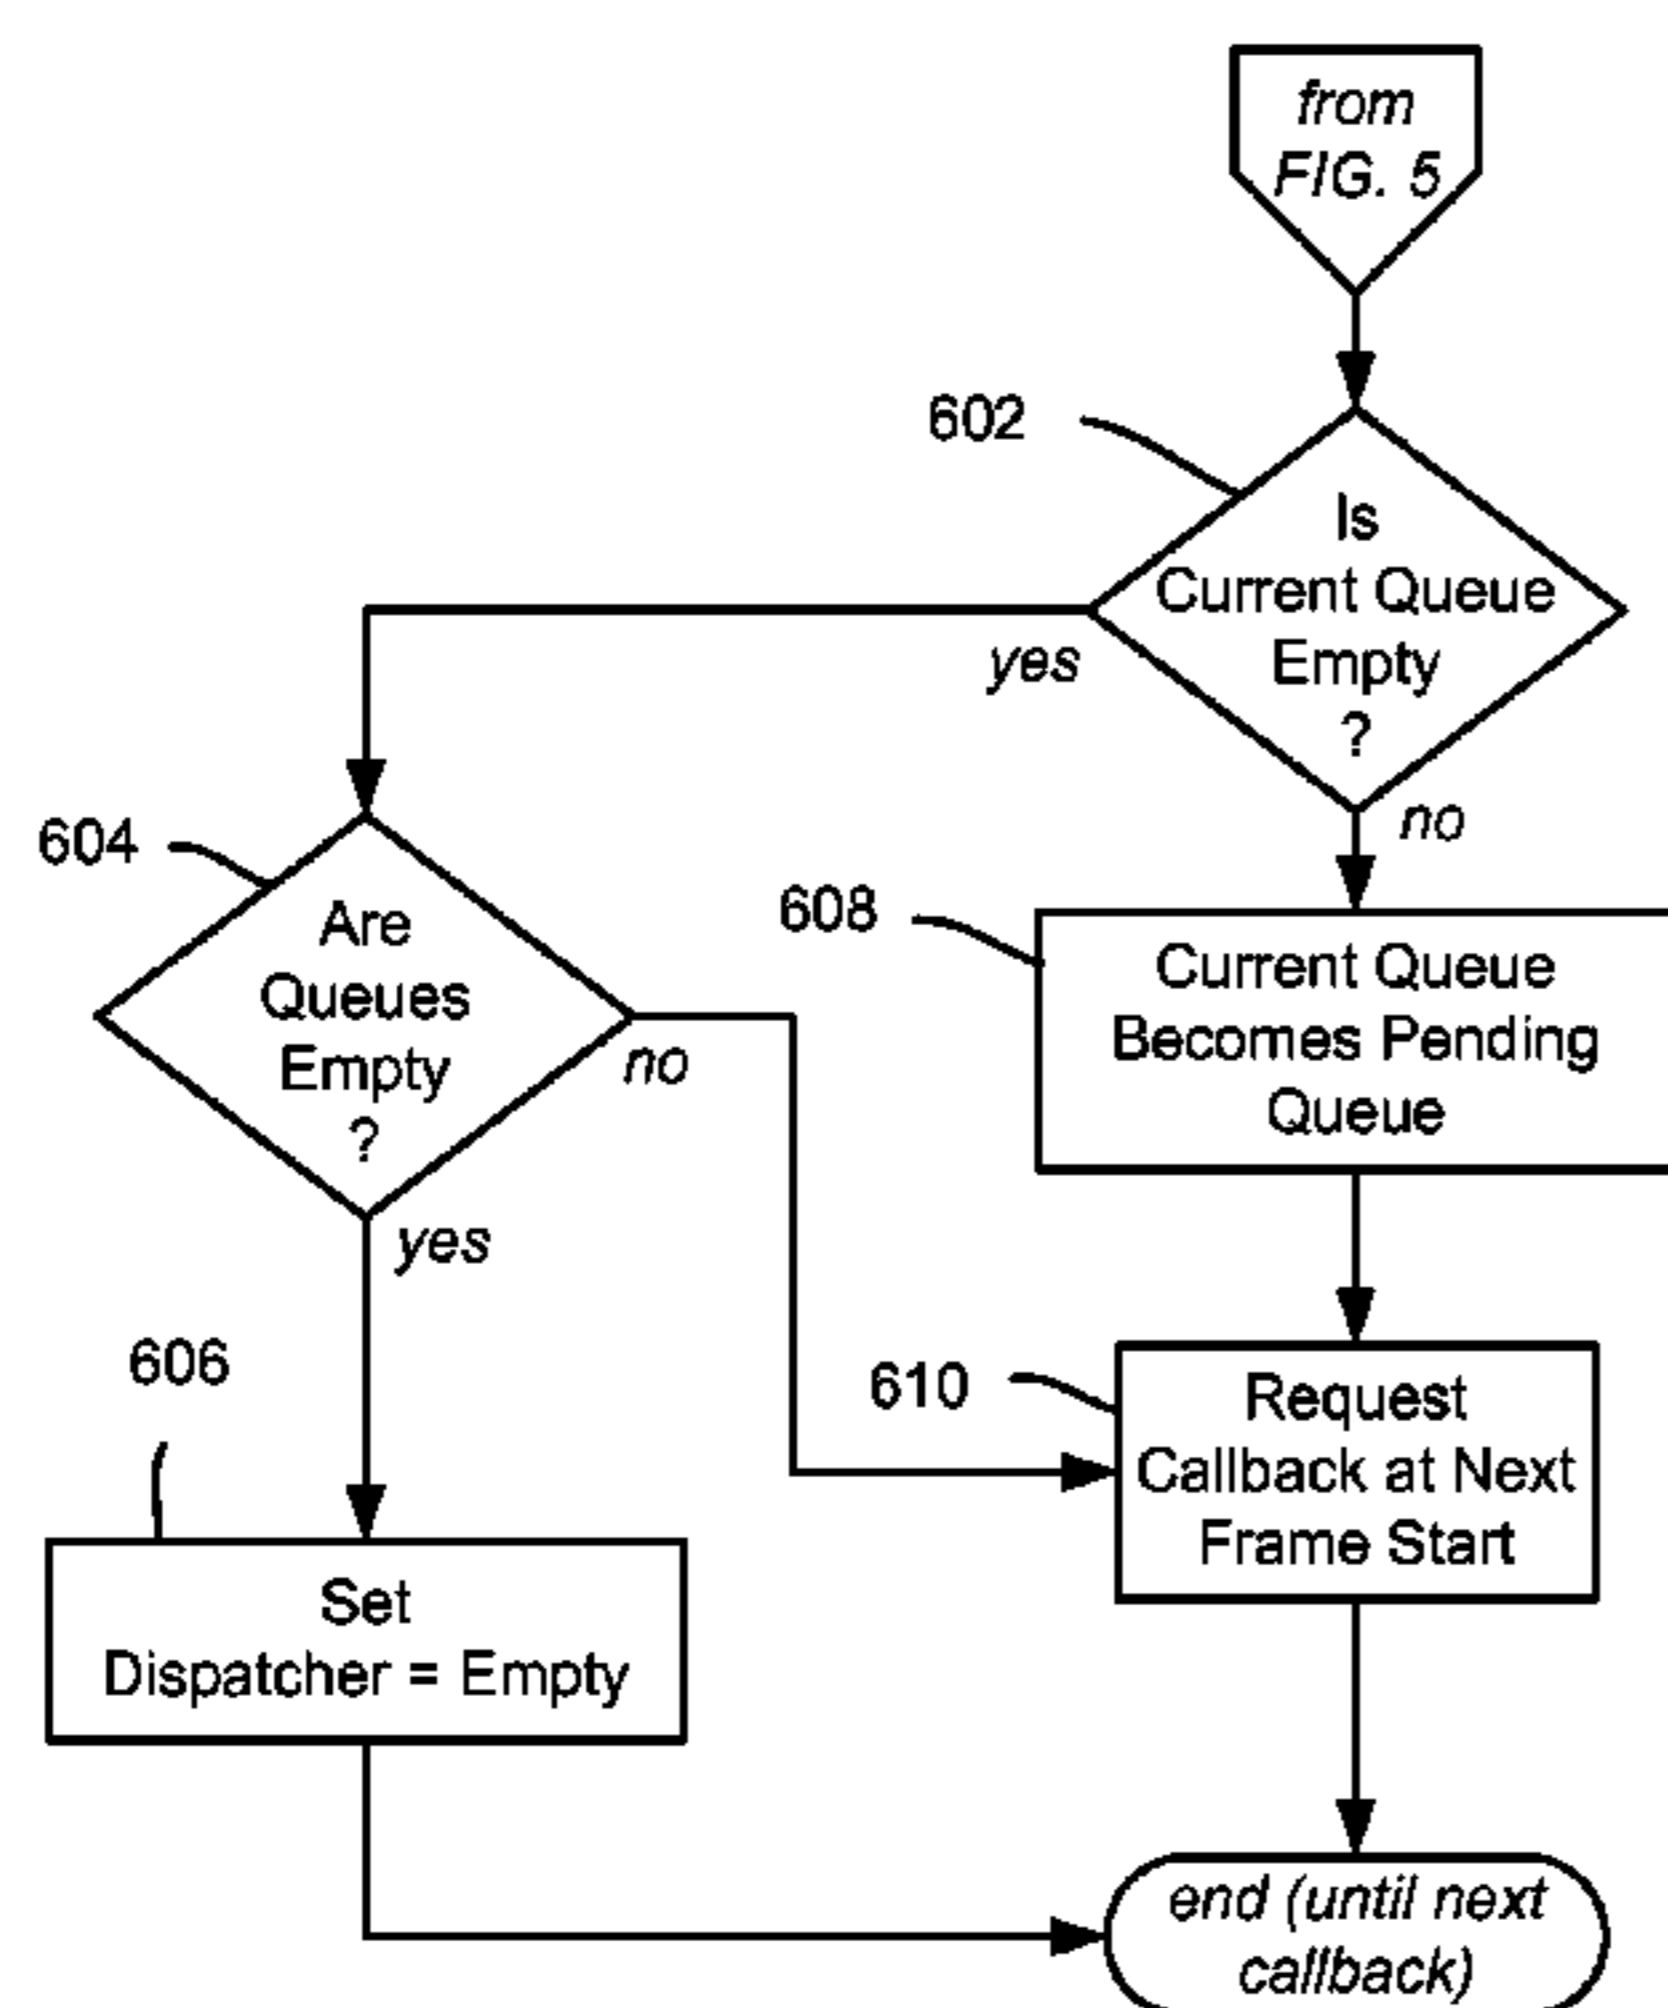 from
FIG. 5
602
Is
Current Queue
Empty
?
yes
no
604
Are
Queues
Empty
?
no
yes
608
Current Queue
Becomes Pending
Queue
606
Set
Dispatcher = Empty
610
Request
Callback at Next
Frame Start
end (until next
callback)